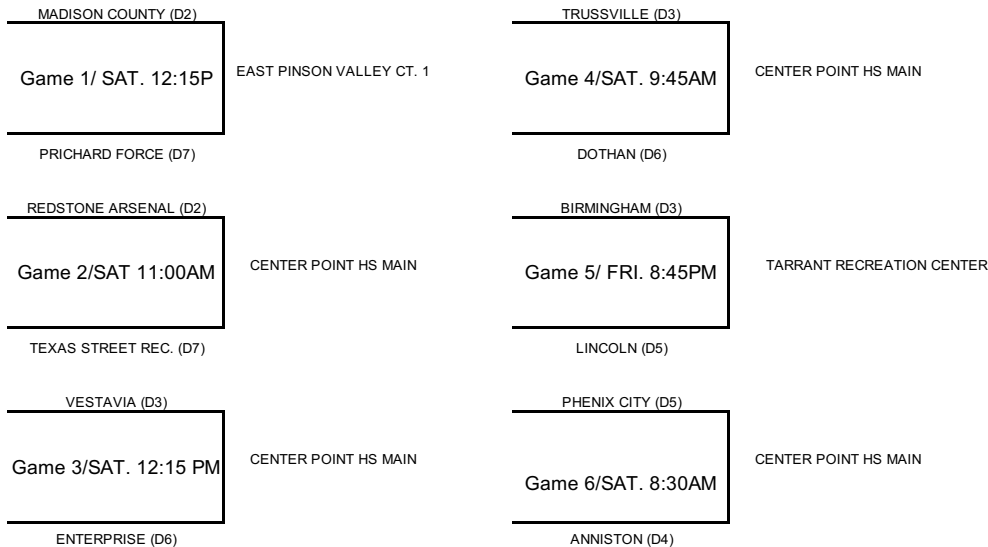 MADISON COUNTY (D2)
Game 1/ SAT. 12:15P
EAST PINSON VALLEY CT. 1
PRICHARD FORCE (D7)
REDSTONE ARSENAL (D2)
Game 2/SAT 11:00AM
CENTER POINT HS MAIN
TEXAS STREET REC. (D7)
VESTAVIA (D3)
Game 3/SAT. 12:15 PM
CENTER POINT HS MAIN
ENTERPRISE (D6)
TRUSSVILLE (D3)
Game 4/SAT. 9:45AM
CENTER POINT HS MAIN
DOTHAN (D6)
BIRMINGHAM (D3)
Game 5/ FRI. 8:45PM
TARRANT RECREATION CENTER
LINCOLN (D5)
PHENIX CITY (D5)
CENTER POINT HS MAIN
Game 6/SAT. 8:30AM
ANNISTON (D4)